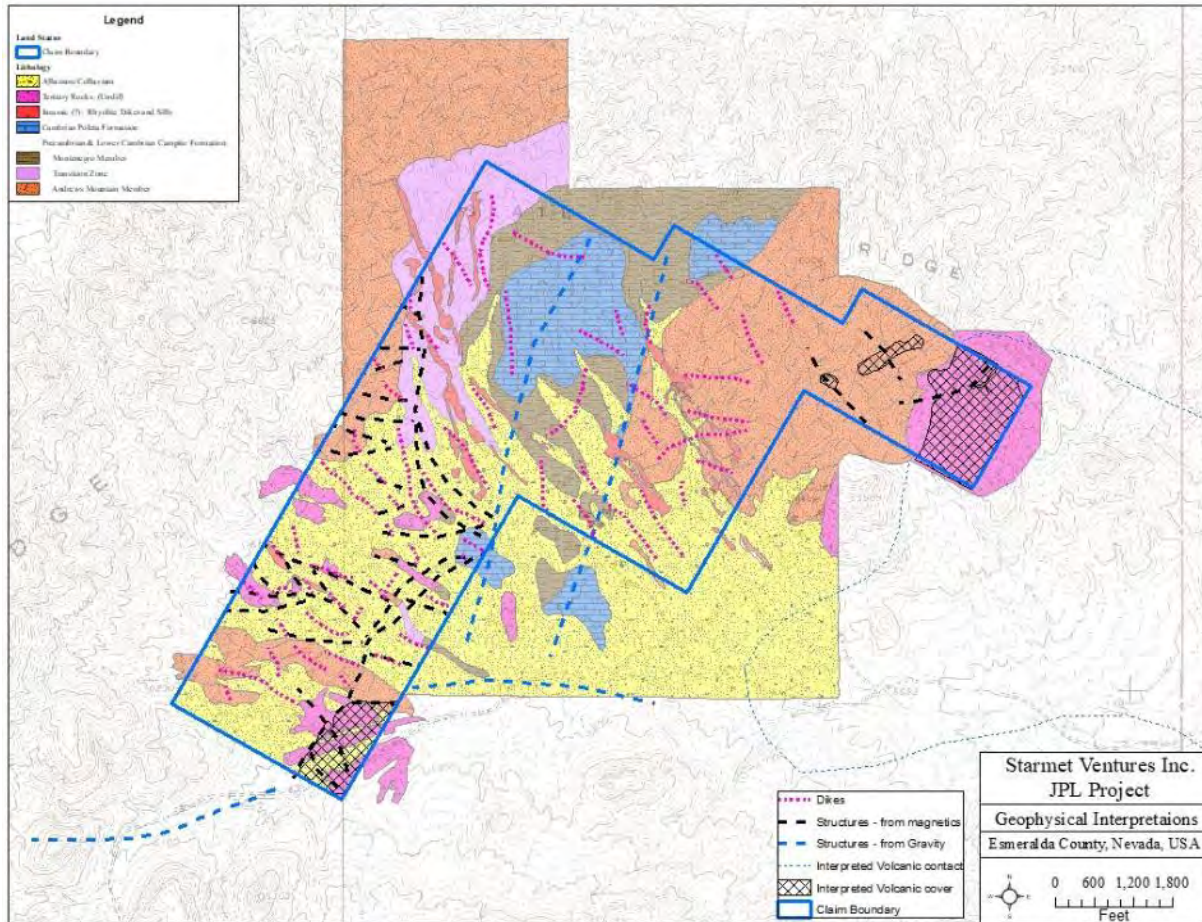 Legend
Land Status
Claim Boundary
Lithology
Alluvium/Colluvium
Tertiary Rocks: (Undif)
Jurassic (?) Rhyolite Dikes and Sills
Cambrian Poleta Formation
Precambrian & Lower Cambrian Campito Formation
Montenegro Member
Transition Zone
Andrews Mountain Member
RIDGE
Dikes
Structures - from magnetics
Structures - from Gravity
Interpreted Volcanic contact
Interpreted Volcanic cover
Claim Boundary
Starmet Ventures Inc.
JPL Project
Geophysical Interpretaions
Esmeralda County, Nevada, USA
N
W
E
S
0 600 1,200 1,800
Feet